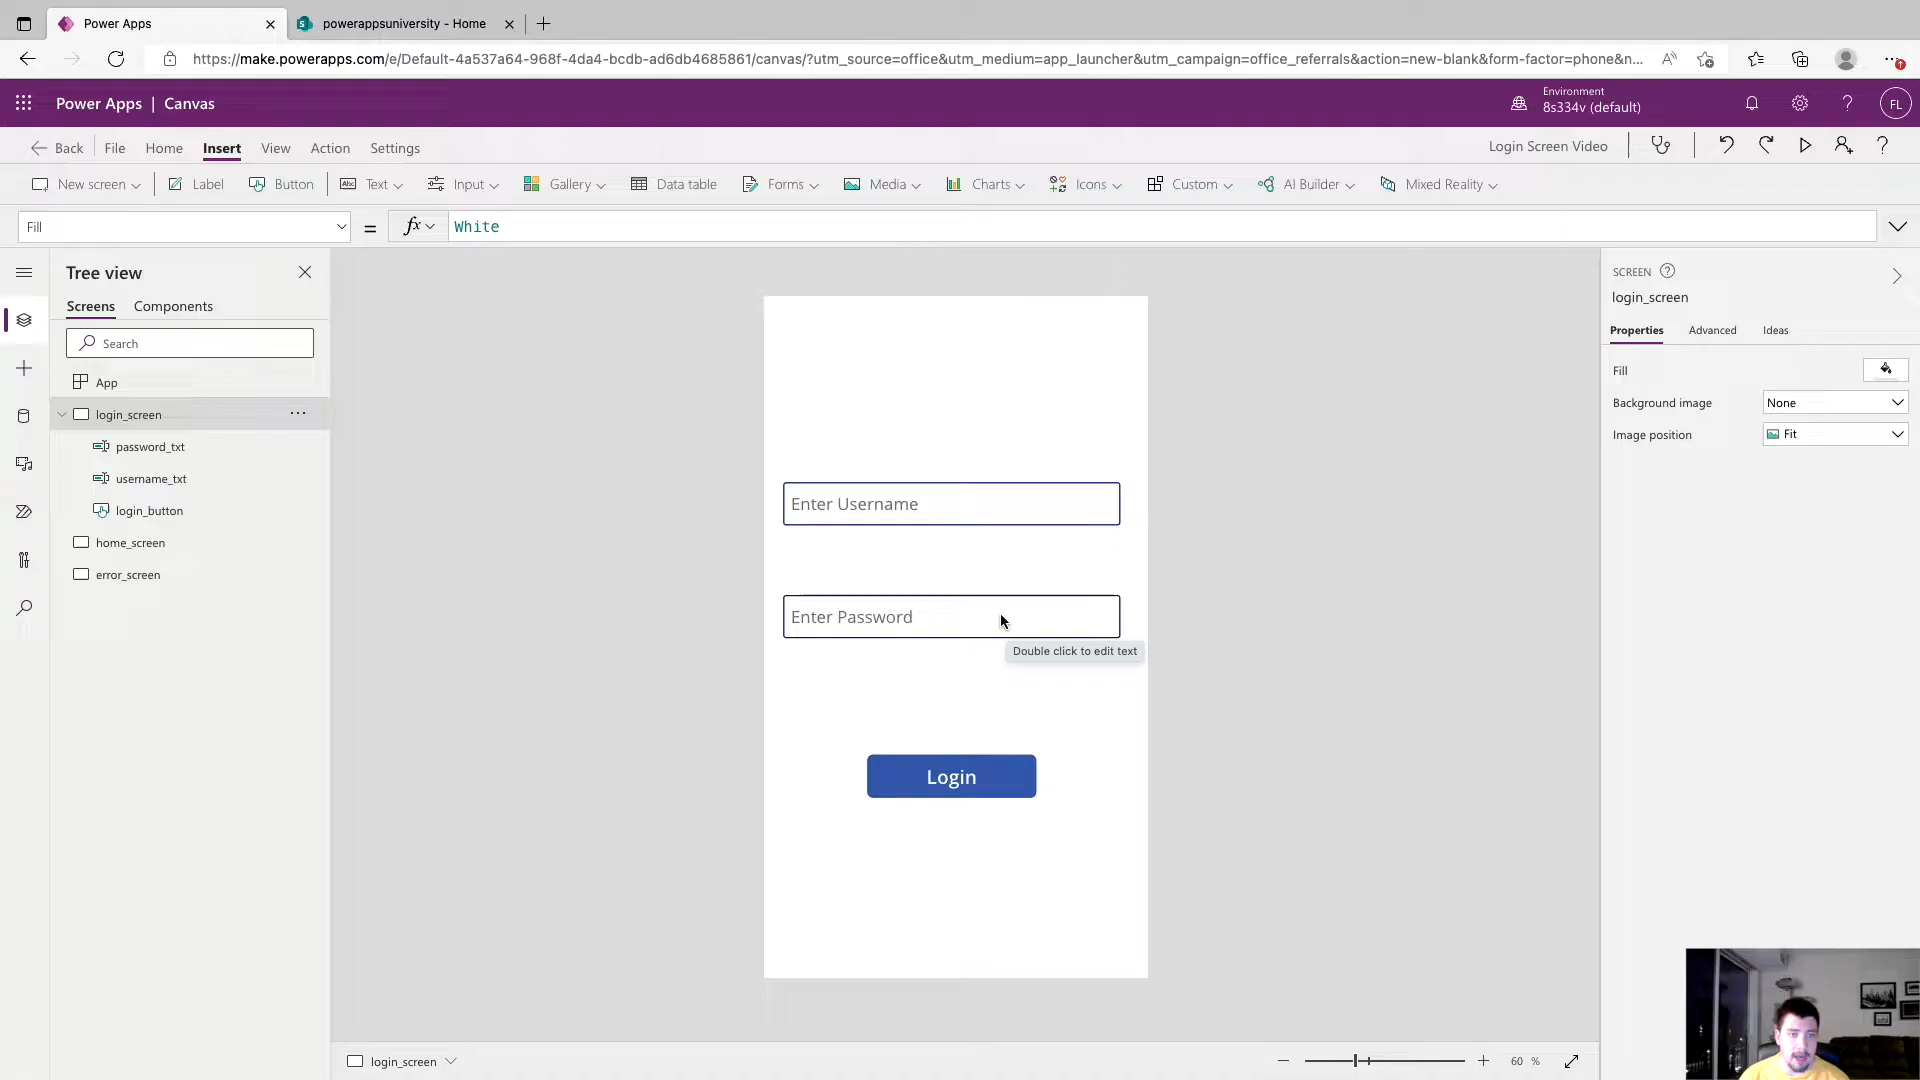 Power Apps
powerappsuniversity - Home
https://make.powerapps.com/e/Default-4a537a64-968f-4da4-bcdb-ad6db4685861/canvas/?utm_source=office&utm_medium=app_launcher&utm_campaign=office_referrals&action=new-blank&form-factor=phone&n...
Power Apps | Canvas
Environment
8s334v (default)
FL
Back
File
Home
Insert
View
Action
Settings
Login Screen Video
New screen
Label
Button
Text
Input
Gallery
Data table
Forms
Media
Charts
Icons
Custom
AI Builder
Mixed Reality
Fill
=
fx
White
Tree view
Screens
Components
Search
App
login_screen
password_txt
username_txt
login_button
home_screen
error_screen
Enter Username
Enter Password
Double click to edit text
Login
SCREEN
login_screen
Properties
Advanced
Ideas
Fill
Background image
None
Image position
Fit
login_screen
60 %